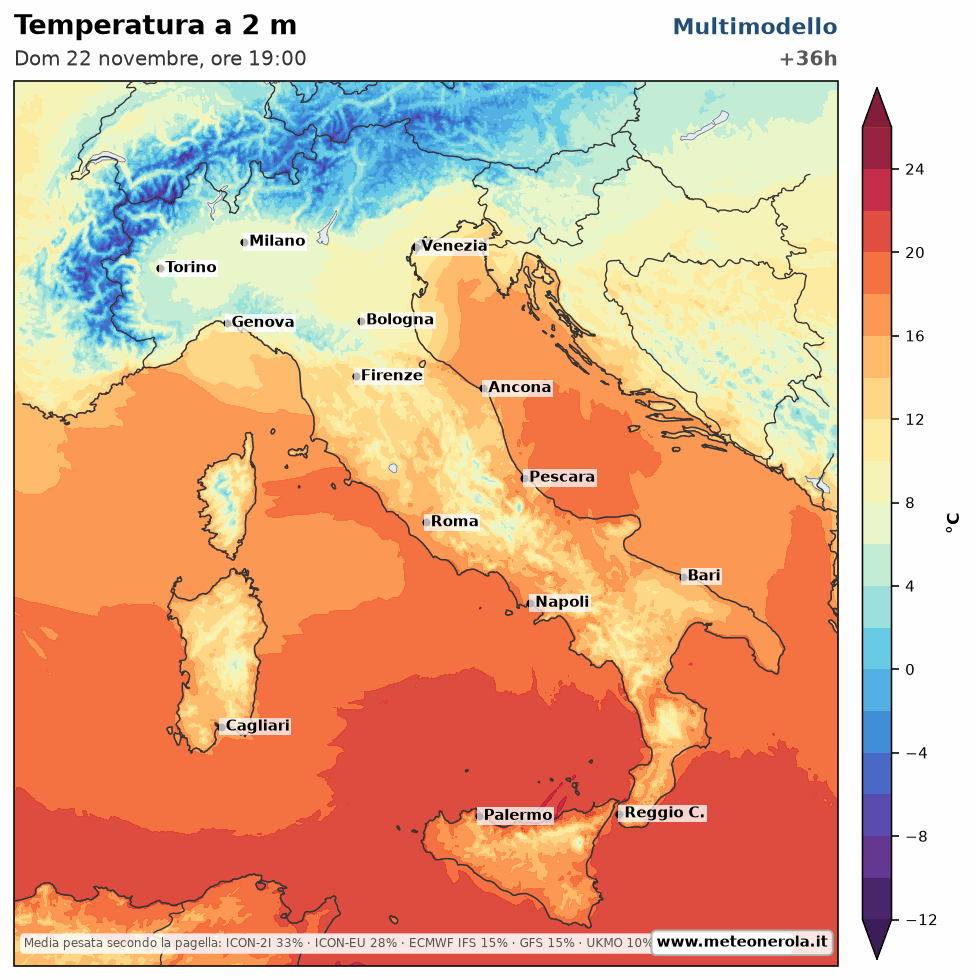 Temperatura a 2 m
Multimodello
Dom 22 novembre, ore 19:00
+36h
Milano
Venezia
Torino
Genova
Bologna
Firenze
Ancona
Pescara
Roma
Bari
Napoli
Cagliari
Palermo
Reggio C.
24
20
16
12
8
4
0
−4
−8
−12
°C
Media pesata secondo la pagella: ICON-2I 33% · ICON-EU 28% · ECMWF IFS 15% · GFS 15% · UKMO 10%
www.meteonerola.it